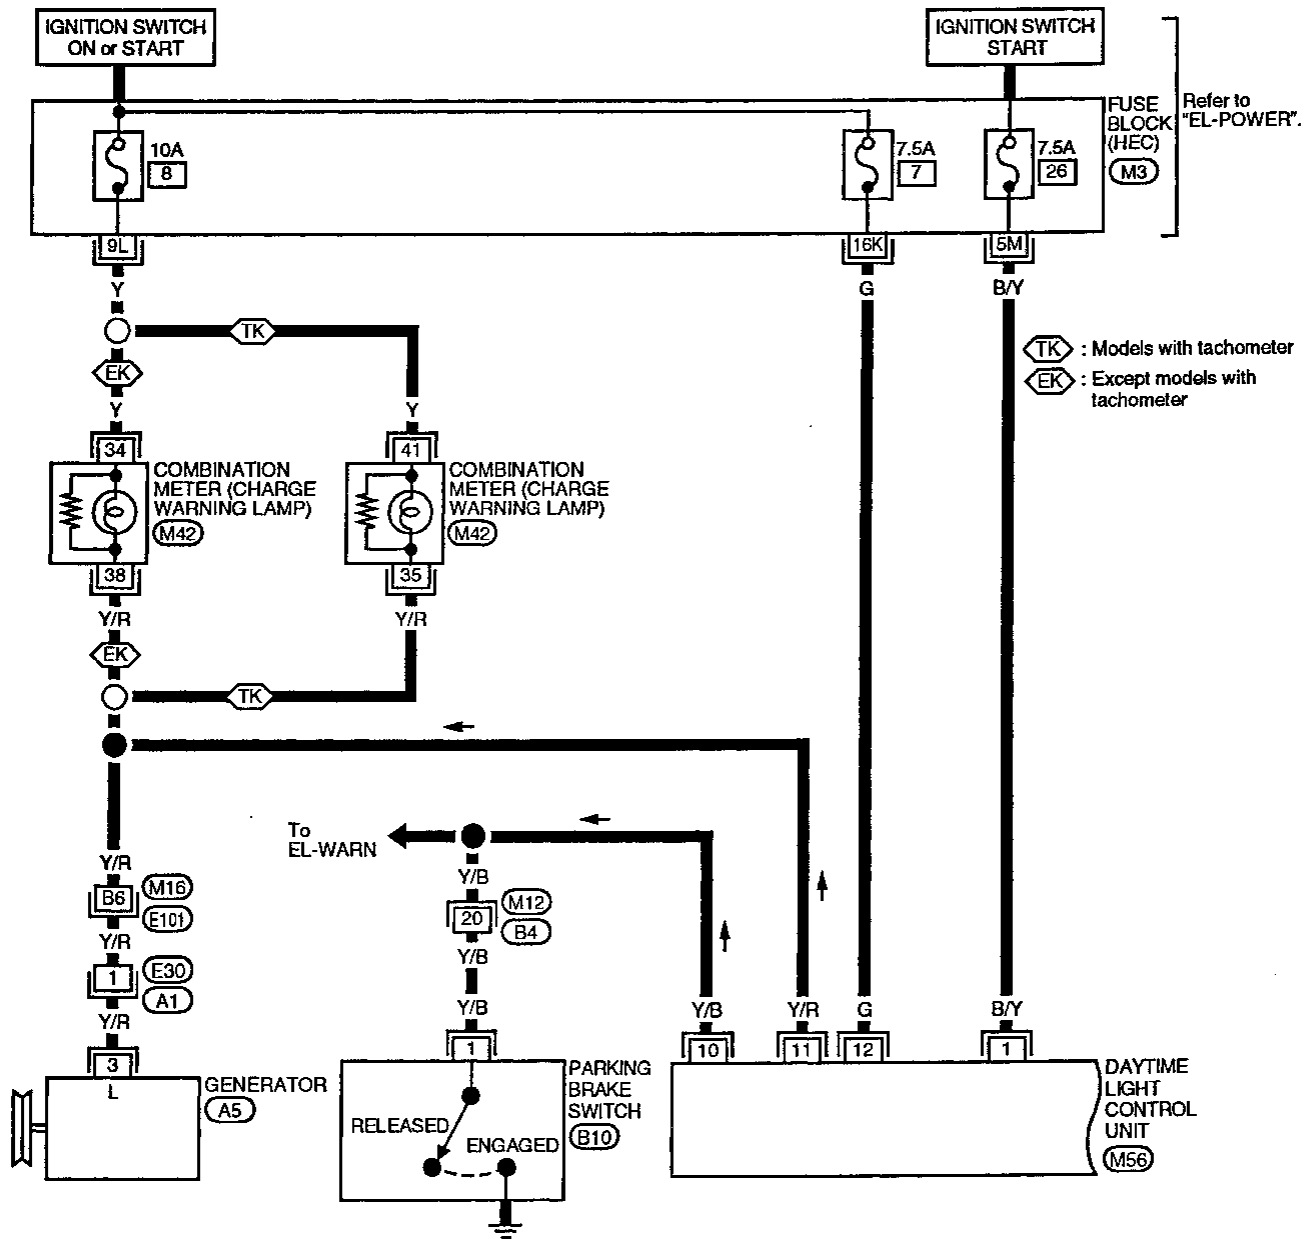 IGNITION SWITCH
ON or START
IGNITION SWITCH
START
10A
8
7.5A
7
7.5A
26
FUSE
BLOCK
(HEC)
M3
Refer to
"EL-POWER".
9L
16K
5M
Y
G
B/Y
TK
EK
TK : Models with tachometer
EK : Except models with
tachometer
Y
Y
34
41
COMBINATION
METER (CHARGE
WARNING LAMP)
M42
COMBINATION
METER (CHARGE
WARNING LAMP)
M42
38
35
Y/R
Y/R
EK
TK
To
EL-WARN
Y/R
B6
M16
E101
Y/R
1
E30
A1
Y/R
3
L
GENERATOR
A5
Y/B
20
M12
B4
Y/B
Y/B
1
RELEASED
ENGAGED
PARKING
BRAKE
SWITCH
B10
Y/B
Y/R
G
B/Y
10
11
12
1
DAYTIME
LIGHT
CONTROL
UNIT
M56